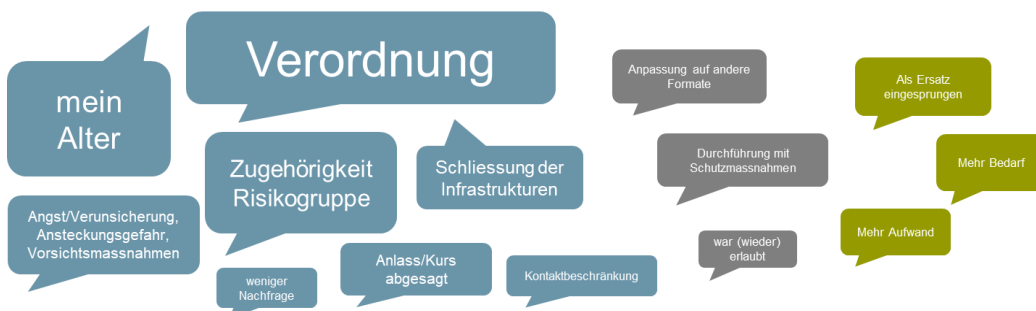 mein
Alter
Verordnung
Zugehörigkeit
Risikogruppe
Schliessung der
Infrastrukturen
Angst/Verunsicherung,
Ansteckungsgefahr,
Vorsichtsmassnahmen
weniger
Nachfrage
Anlass/Kurs
abgesagt
Kontaktbeschränkung
Anpassung auf andere
Formate
Durchführung mit
Schutzmassnahmen
war (wieder)
erlaubt
Als Ersatz
eingesprungen
Mehr Bedarf
Mehr Aufwand